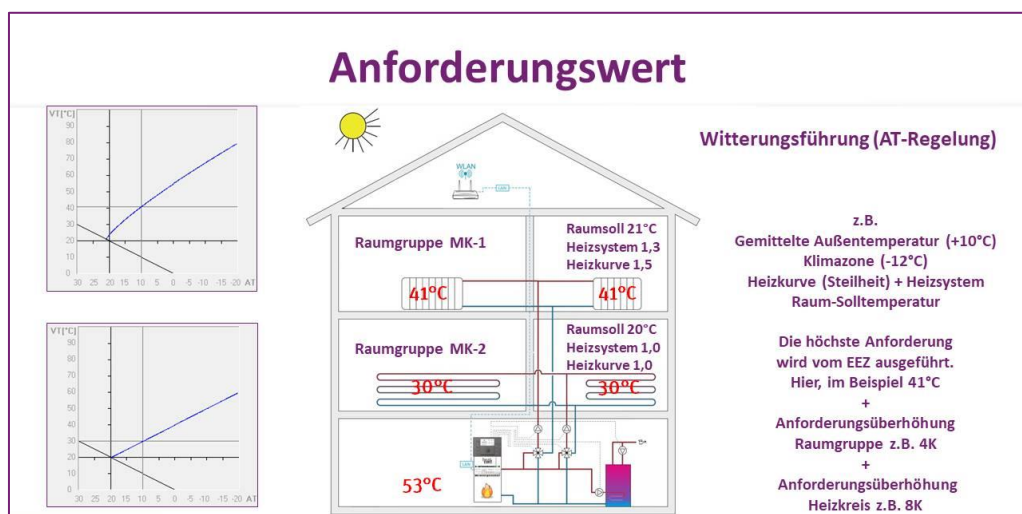 Anforderungswert
VT[°C]
90
80
70
60
50
40
30
20
10
0
30 25 20 15 10 5 0 -5 -10 -15 -20 AT
VT[°C]
90
80
70
60
50
40
30
20
10
0
30 25 20 15 10 5 0 -5 -10 -15 -20 AT
WLAN
LAN
Raumgruppe MK-1
Raumsoll 21°C
Heizsystem 1,3
Heizkurve 1,5
41°C
41°C
Raumgruppe MK-2
Raumsoll 20°C
Heizsystem 1,0
Heizkurve 1,0
30°C
30°C
LAN
53°C
Witterungsführung (AT-Regelung)
z.B.
Gemittelte Außentemperatur (+10°C)
Klimazone (-12°C)
Heizkurve (Steilheit) + Heizsystem
Raum-Solltemperatur
Die höchste Anforderung
wird vom EEZ ausgeführt.
Hier, im Beispiel 41°C
+
Anforderungsüberhöhung
Raumgruppe z.B. 4K
+
Anforderungsüberhöhung
Heizkreis z.B. 8K